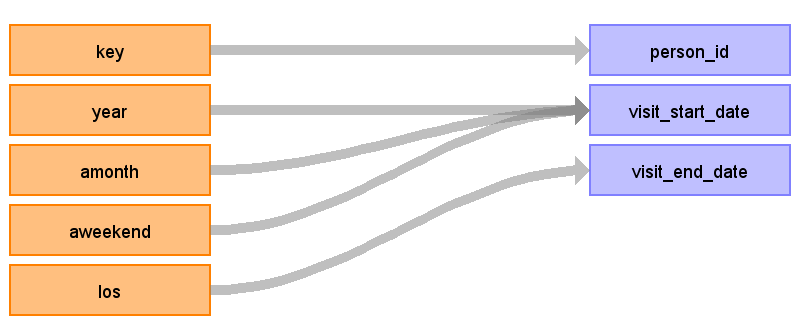 key
person_id
year
visit_start_date
amonth
visit_end_date
aweekend
los